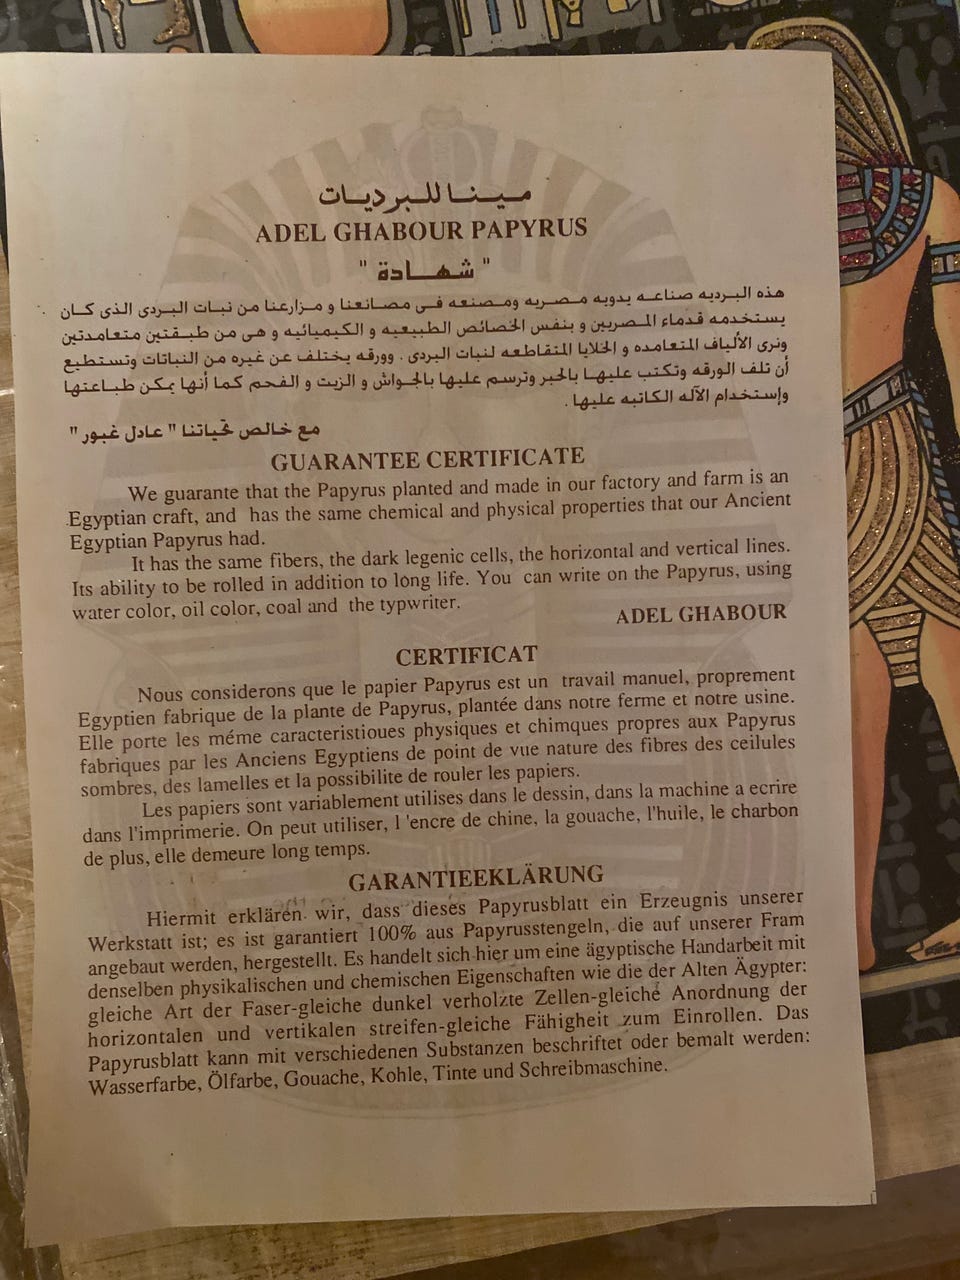 مينا للبرديات
ADEL GHABOUR PAPYRUS
" شهادة "
هذه البرديه صناعه يدويه مصريه ومصنعه فى مصانعنا و مزارعنا من نبات البردى الذى كان
يستخدمه قدماء المصريين و بنفس الخصائص الطبيعيه و الكيميائيه و هى من طبقتين متعامدتين
ونرى الألياف المتعامده و الخلايا المتقاطعه لنبات البردى . وورقه يختلف عن غيره من النباتات وتستطيع
أن تلف الورقه وتكتب عليها بالحبر وترسم عليها بالجواش و الزيت و الفحم كما أنها يمكن طباعتها
وإستخدام الآله الكاتبه عليها .
مع خالص تحياتنا " عادل غبور "
GUARANTEE CERTIFICATE
We guarante that the Papyrus planted and made in our factory and farm is an
Egyptian craft, and has the same chemical and physical properties that our Ancient
Egyptian Papyrus had.
It has the same fibers, the dark legenic cells, the horizontal and vertical lines.
Its ability to be rolled in addition to long life. You can write on the Papyrus, using
water color, oil color, coal and the typwriter.
ADEL GHABOUR
CERTIFICAT
Nous considerons que le papier Papyrus est un travail manuel, proprement
Egyptien fabrique de la plante de Papyrus, plantée dans notre ferme et notre usine.
Elle porte les méme caracteristioues physiques et chimques propres aux Papyrus
fabriques par les Anciens Egyptiens de point de vue nature des fibres des ceilules
sombres, des lamelles et la possibilite de rouler les papiers.
Les papiers sont variablement utilises dans le dessin, dans la machine a ecrire
dans l'imprimerie. On peut utiliser, l 'encre de chine, la gouache, l'huile, le charbon
de plus, elle demeure long temps.
GARANTIEEKLÄRUNG
Hiermit erklären wir, dass dieses Papyrusblatt ein Erzeugnis unserer
Werkstatt ist; es ist garantiert 100% aus Papyrusstengeln, die auf unserer Fram
angebaut werden, hergestellt. Es handelt sich hier um eine ägyptische Handarbeit mit
denselben physikalischen und chemischen Eigenschaften wie die der Alten Ägypter:
gleiche Art der Faser-gleiche dunkel verholzte Zellen-gleiche Anordnung der
horizontalen und vertikalen streifen-gleiche Fähigheit zum Einrollen. Das
Papyrusblatt kann mit verschiedenen Substanzen beschriftet oder bemalt werden:
Wasserfarbe, Ölfarbe, Gouache, Kohle, Tinte und Schreibmaschine.